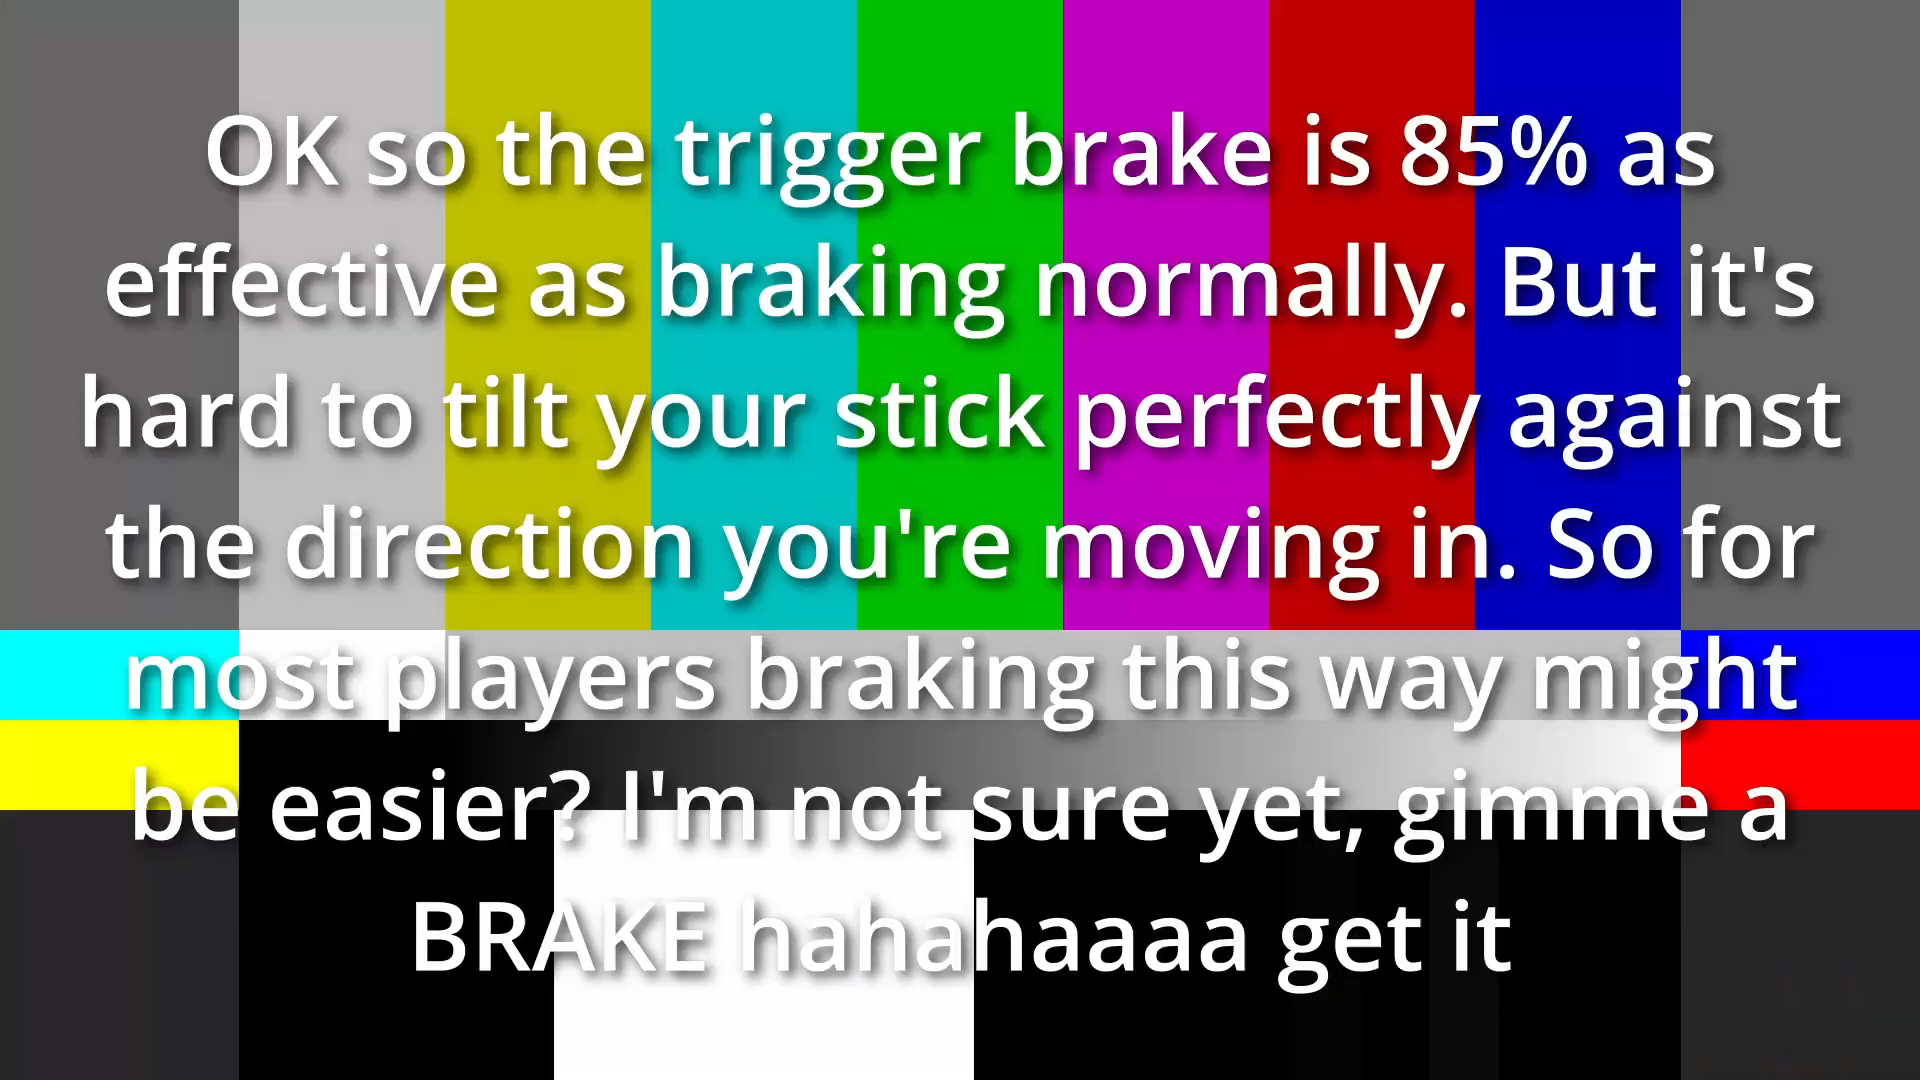 OK so the trigger brake is 85% as
effective as braking normally. But it's
hard to tilt your stick perfectly against
the direction you're moving in. So for
most players braking this way might
be easier? I'm not sure yet, gimme a
BRAKE hahahaaaa get it